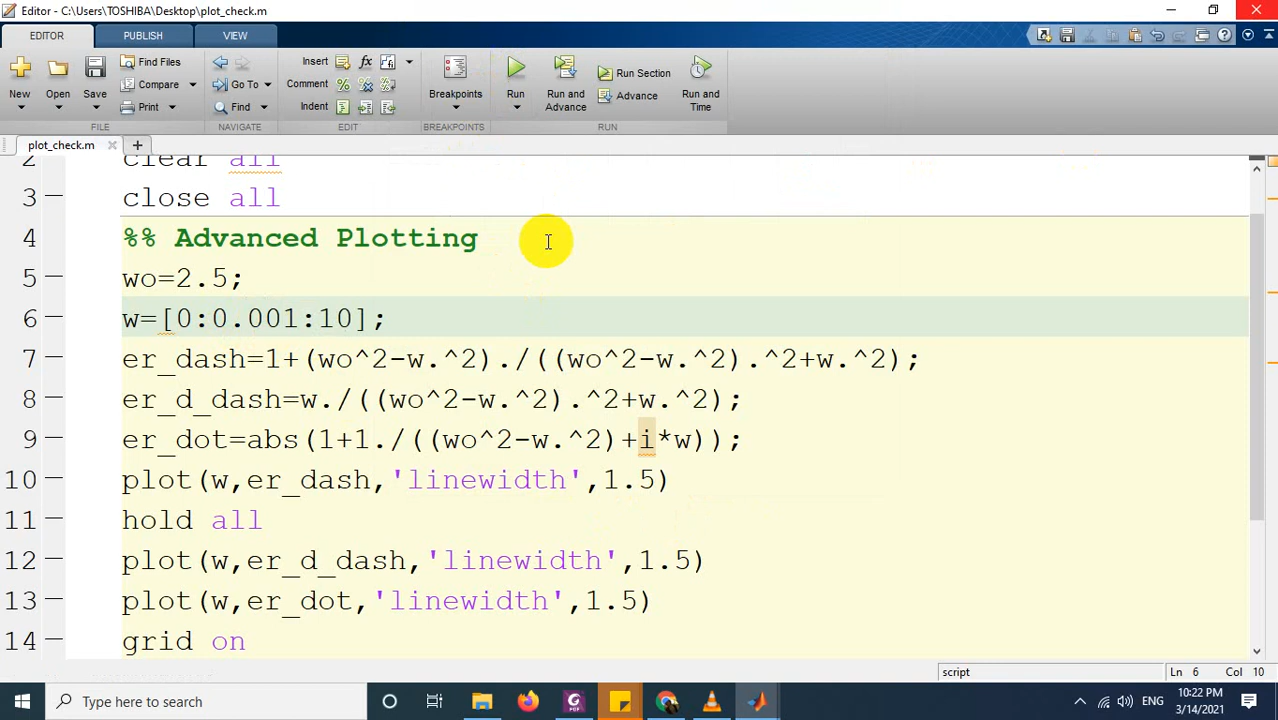 Editor - C:\Users\TOSHIBA\Desktop\plot_check.m
EDITOR PUBLISH VIEW
New Open Save Find Files Compare Print
Go To Find
Insert Comment Indent
Breakpoints
Run Run and Advance Run Section Advance Run and Time
FILE NAVIGATE EDIT BREAKPOINTS RUN
plot_check.m
2 clear all
3 close all
4 %% Advanced Plotting
5 wo=2.5;
6 w=[0:0.001:10];
7 er_dash=1+(wo^2-w.^2)./((wo^2-w.^2).^2+w.^2);
8 er_d_dash=w./((wo^2-w.^2).^2+w.^2);
9 er_dot=abs(1+1./((wo^2-w.^2)+i*w));
10 plot(w,er_dash,'linewidth',1.5)
11 hold all
12 plot(w,er_d_dash,'linewidth',1.5)
13 plot(w,er_dot,'linewidth',1.5)
14 grid on
script Ln 6 Col 10
Type here to search
ENG
10:22 PM
3/14/2021